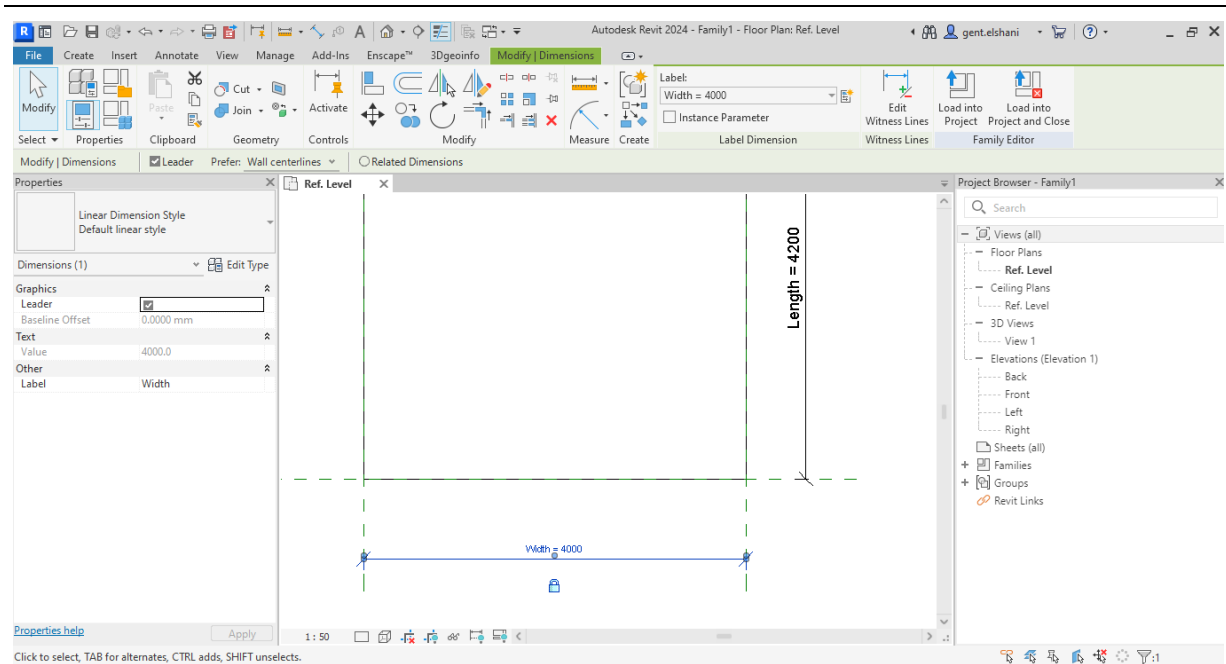 Autodesk Revit 2024 - Family1 - Floor Plan: Ref. Level
gent.elshani
File Create Insert Annotate View Manage Add-Ins Enscape™ 3Dgeoinfo Modify | Dimensions
Modify
Paste
Cut
Join
Activate
Label:
Width = 4000
Instance Parameter
Edit
Witness Lines
Load into
Project
Load into
Project and Close
Select Properties Clipboard Geometry Controls Modify Measure Create Label Dimension Witness Lines Family Editor
Modify | Dimensions Leader Prefer: Wall centerlines Related Dimensions
Properties
Linear Dimension Style
Default linear style
Dimensions (1) Edit Type
Graphics
Leader
Baseline Offset 0.0000 mm
Text
Value 4000.0
Other
Label Width
Properties help Apply
Ref. Level
Length = 4200
Width = 4000
1 : 50
Project Browser - Family1
Search
Views (all)
Floor Plans
Ref. Level
Ceiling Plans
Ref. Level
3D Views
View 1
Elevations (Elevation 1)
Back
Front
Left
Right
Sheets (all)
Families
Groups
Revit Links
Click to select, TAB for alternates, CTRL adds, SHIFT unselects.
:1